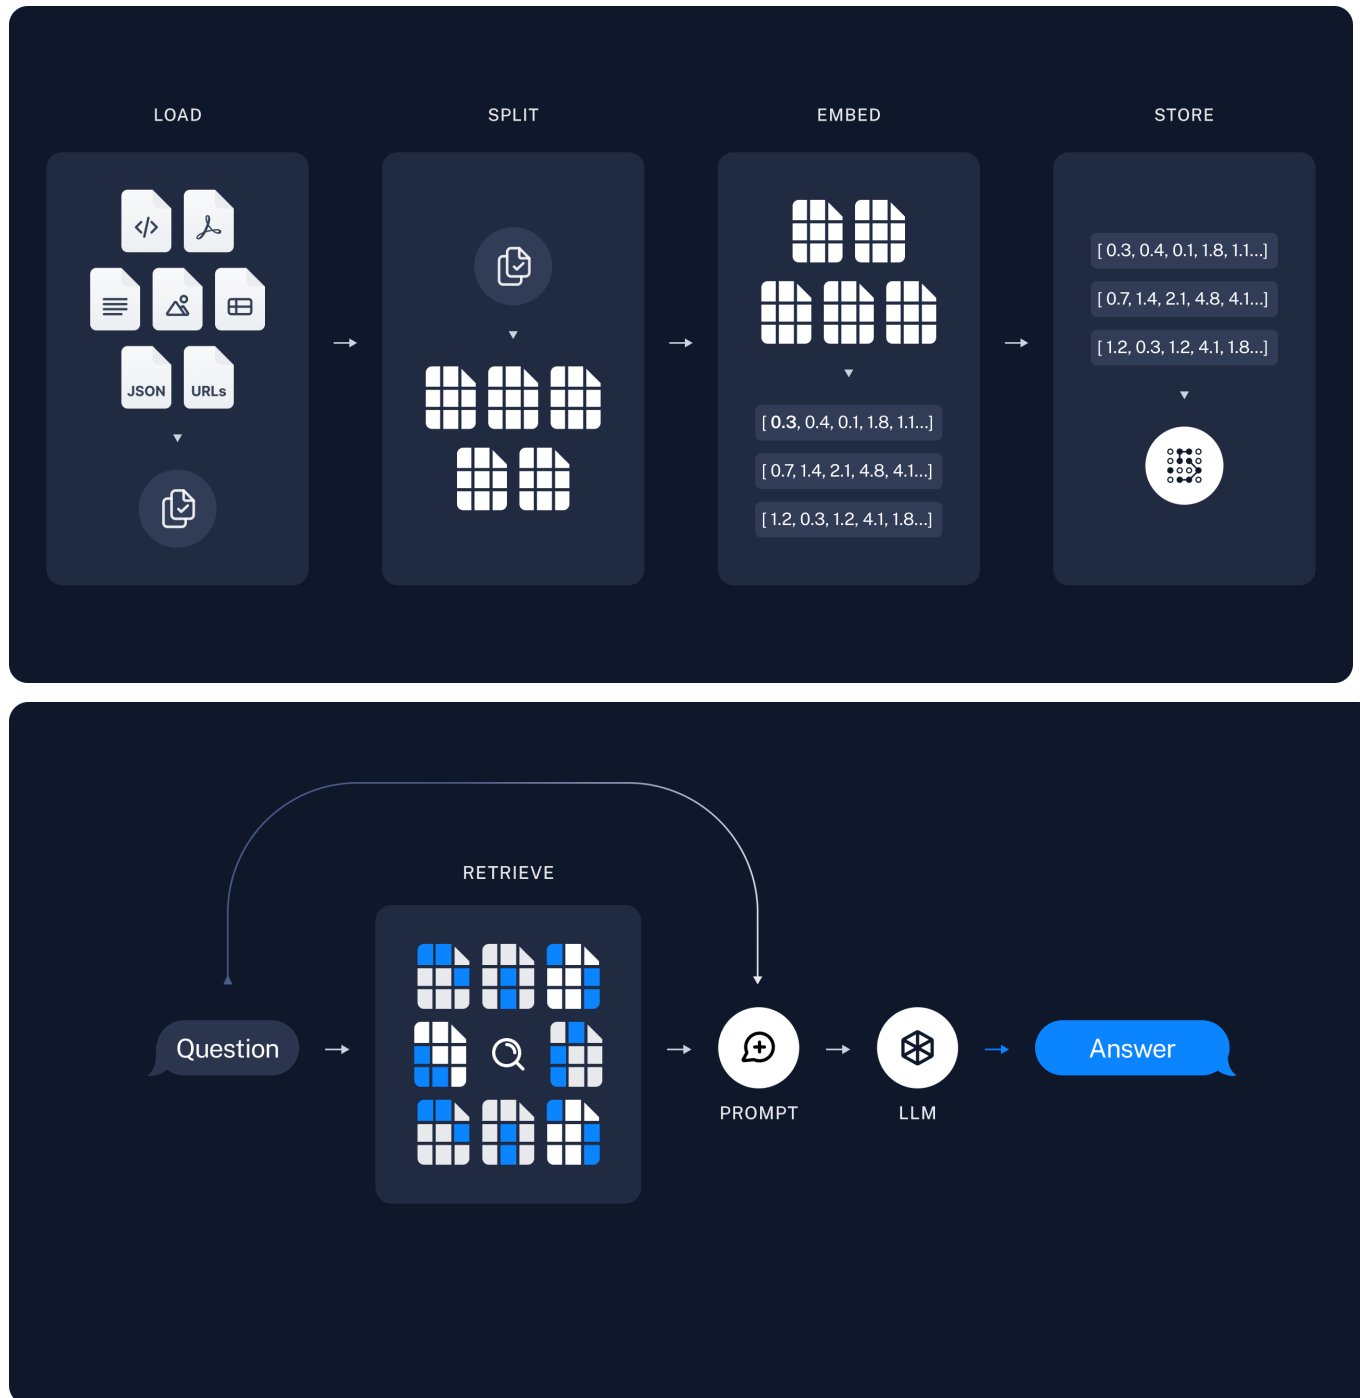 LOAD
SPLIT
EMBED
STORE
JSON
URLs
[ 0.3, 0.4, 0.1, 1.8, 1.1...]
[ 0.7, 1.4, 2.1, 4.8, 4.1...]
[ 1.2, 0.3, 1.2, 4.1, 1.8...]
[ 0.3, 0.4, 0.1, 1.8, 1.1...]
[ 0.7, 1.4, 2.1, 4.8, 4.1...]
[ 1.2, 0.3, 1.2, 4.1, 1.8...]
RETRIEVE
Question
PROMPT
LLM
Answer